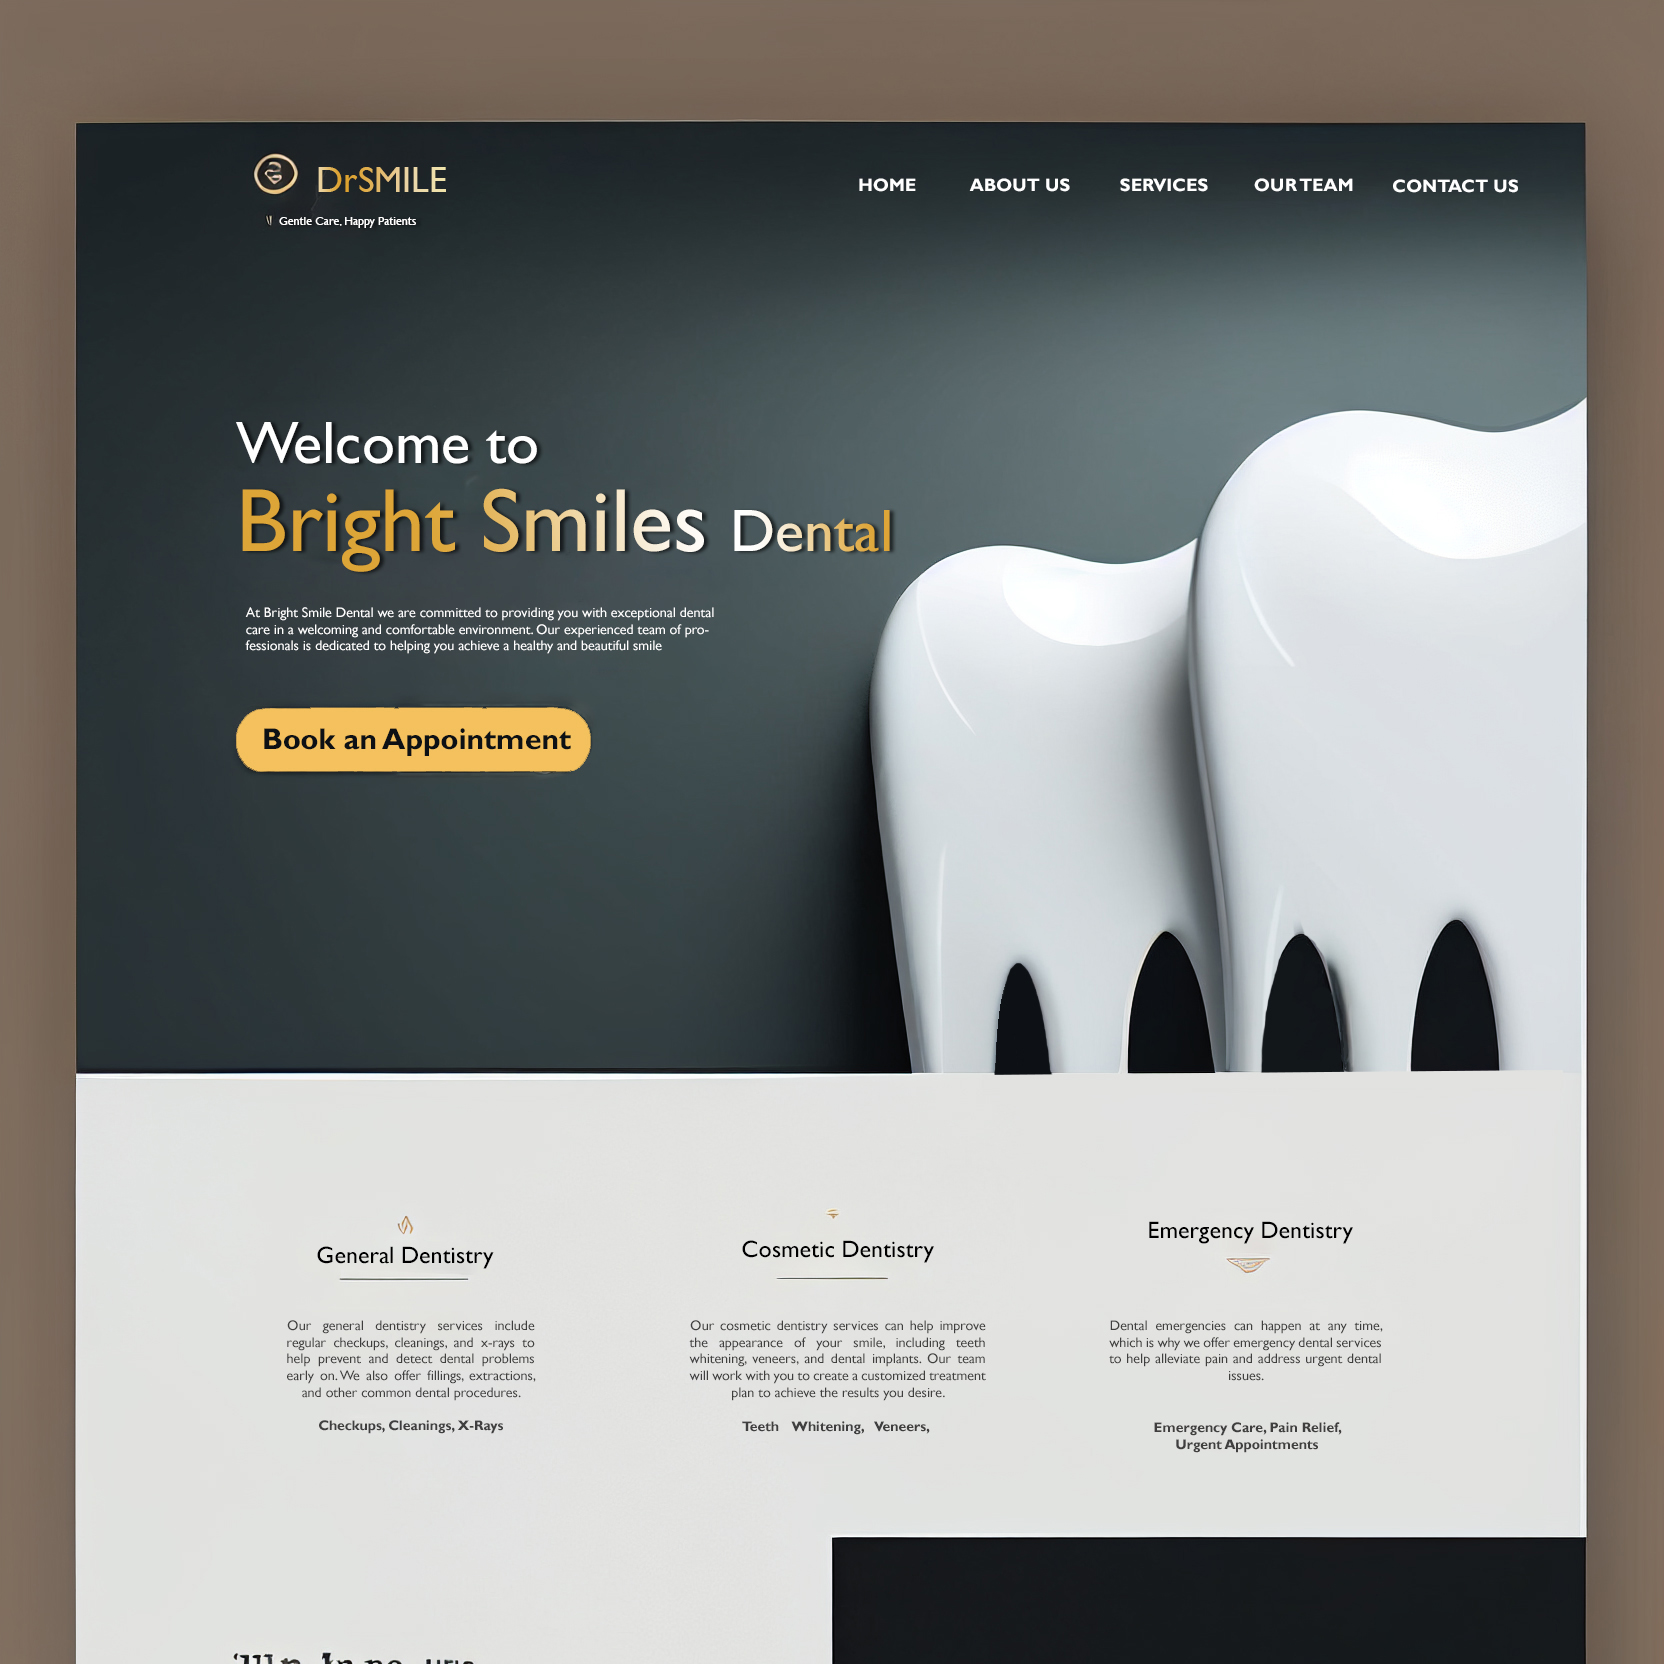 DrSMILE
Gentle Care, Happy Patients
HOME ABOUT US SERVICES OUR TEAM CONTACT US
Welcome to
Bright Smiles Dental
At Bright Smile Dental we are committed to providing you with exceptional dental
care in a welcoming and comfortable environment. Our experienced team of pro-
fessionals is dedicated to helping you achieve a healthy and beautiful smile
Book an Appointment
General Dentistry
Our general dentistry services include
regular checkups, cleanings, and x-rays to
help prevent and detect dental problems
early on. We also offer fillings, extractions,
and other common dental procedures.
Checkups, Cleanings, X-Rays
Cosmetic Dentistry
Our cosmetic dentistry services can help improve
the appearance of your smile, including teeth
whitening, veneers, and dental implants. Our team
will work with you to create a customized treatment
plan to achieve the results you desire.
Teeth Whitening, Veneers,
Emergency Dentistry
Dental emergencies can happen at any time,
which is why we offer emergency dental services
to help alleviate pain and address urgent dental
issues.
Emergency Care, Pain Relief,
Urgent Appointments